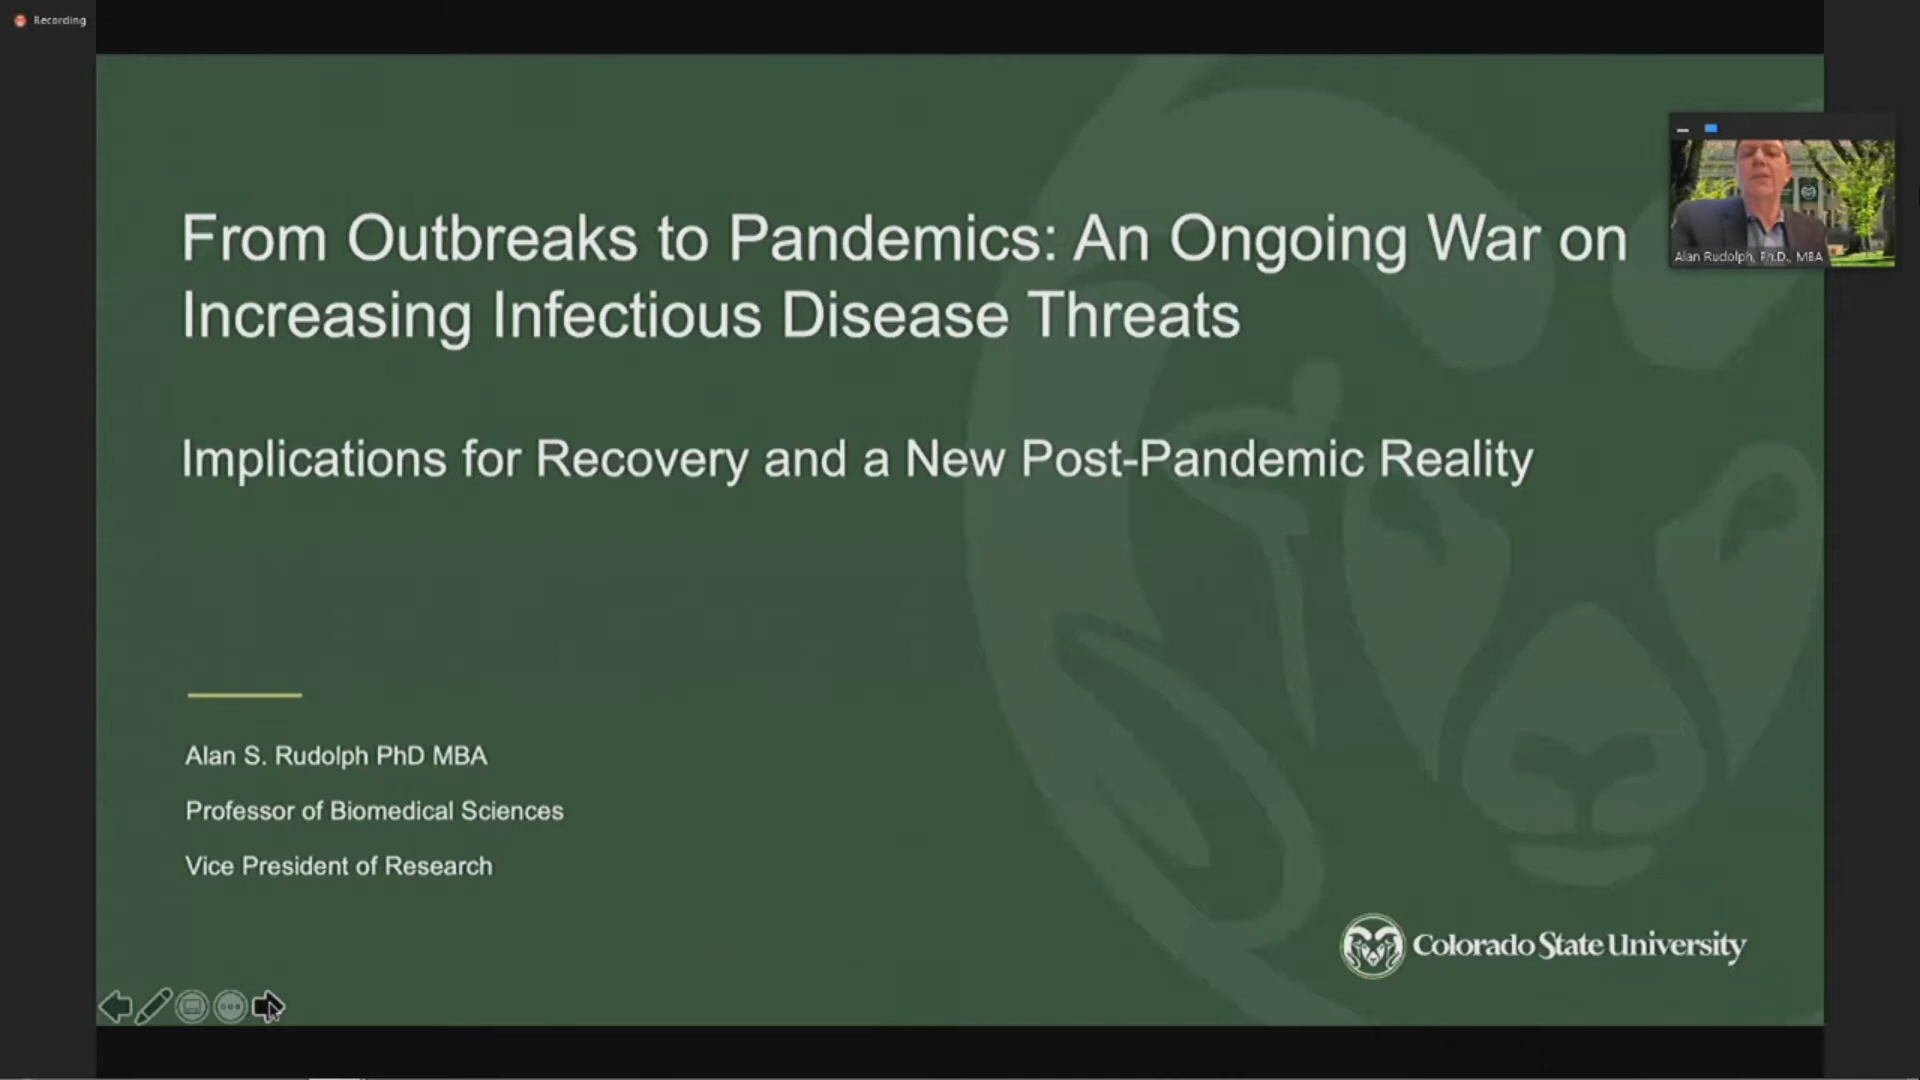 Recording
From Outbreaks to Pandemics: An Ongoing War on
Increasing Infectious Disease Threats
Alan Rudolph, Ph.D., MBA
Implications for Recovery and a New Post-Pandemic Reality
Alan S. Rudolph PhD MBA
Professor of Biomedical Sciences
Vice President of Research
Colorado State University